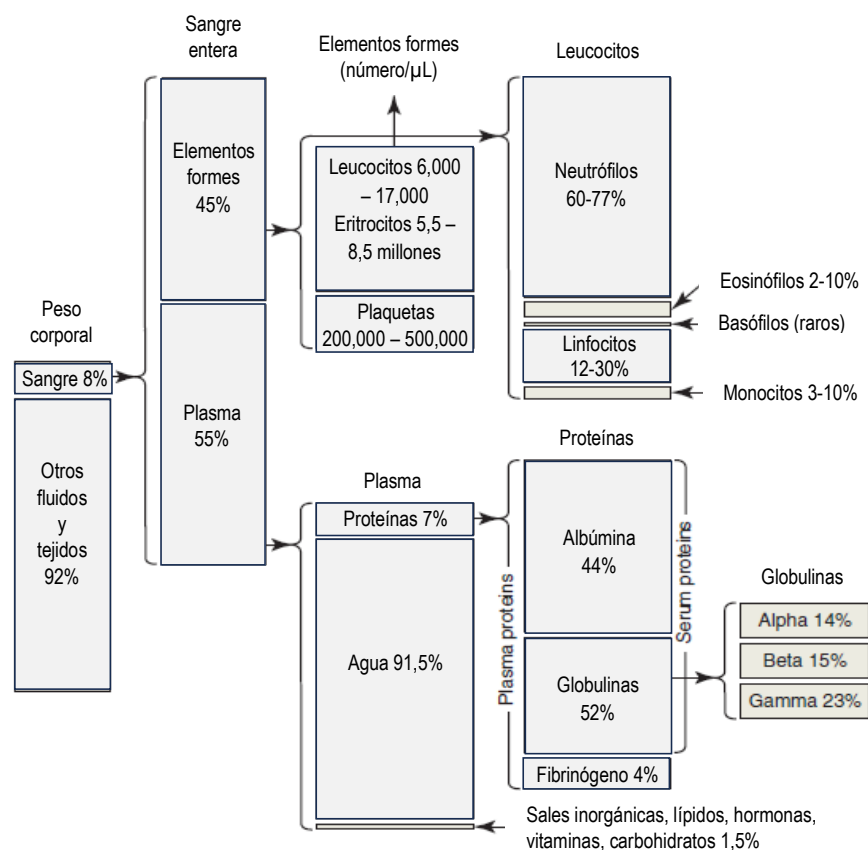 Sangre
entera
Elementos formes
(número/µL)
Leucocitos
Elementos
formes
45%
Leucocitos 6,000
– 17,000
Eritrocitos 5,5 –
8,5 millones
Neutrófilos
60-77%
Plaquetas
200,000 – 500,000
Eosinófilos 2-10%
Basófilos (raros)
Linfocitos
12-30%
Monocitos 3-10%
Peso
corporal
Sangre 8%
Plasma
55%
Otros
fluidos
y
tejidos
92%
Plasma
Proteínas 7%
Agua 91,5%
Proteínas
Plasma proteins
Albúmina
44%
Serum proteins
Globulinas
52%
Fibrinógeno 4%
Globulinas
Alpha 14%
Beta 15%
Gamma 23%
Sales inorgánicas, lípidos, hormonas,
vitaminas, carbohidratos 1,5%